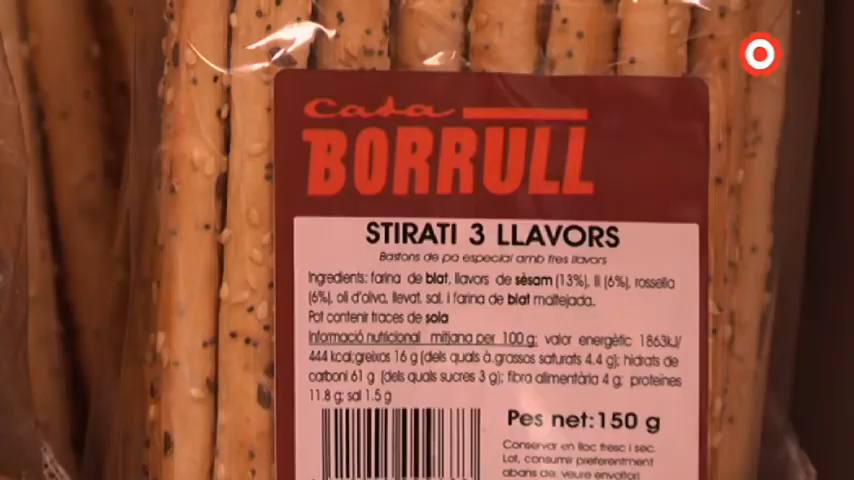 Casa
BORRULL
STIRATI 3 LLAVORS
Bastons de pa especial amb tres llavors
Ingredients: farina de blat, llavors de sèsam (13%), lli (6%), rossella
(6%), oli d'oliva, llevat, sal, i farina de blat maltejada.
Pot contenir traces de soia
Informació nutricional mitjana per 100 g: valor energètic 1863kJ/
444 kcal;greixos 16 g (dels quals à.grassos saturats 4.4 g); hidrats de
carboni 61 g (dels quals sucres 3 g); fibra alimentària 4 g; proteïnes
11.8 g; sal 1.5 g
Pes net:150 g
Conservar en lloc fresc i sec.
Lot, consumir preferentment
abans de: veure envoltori